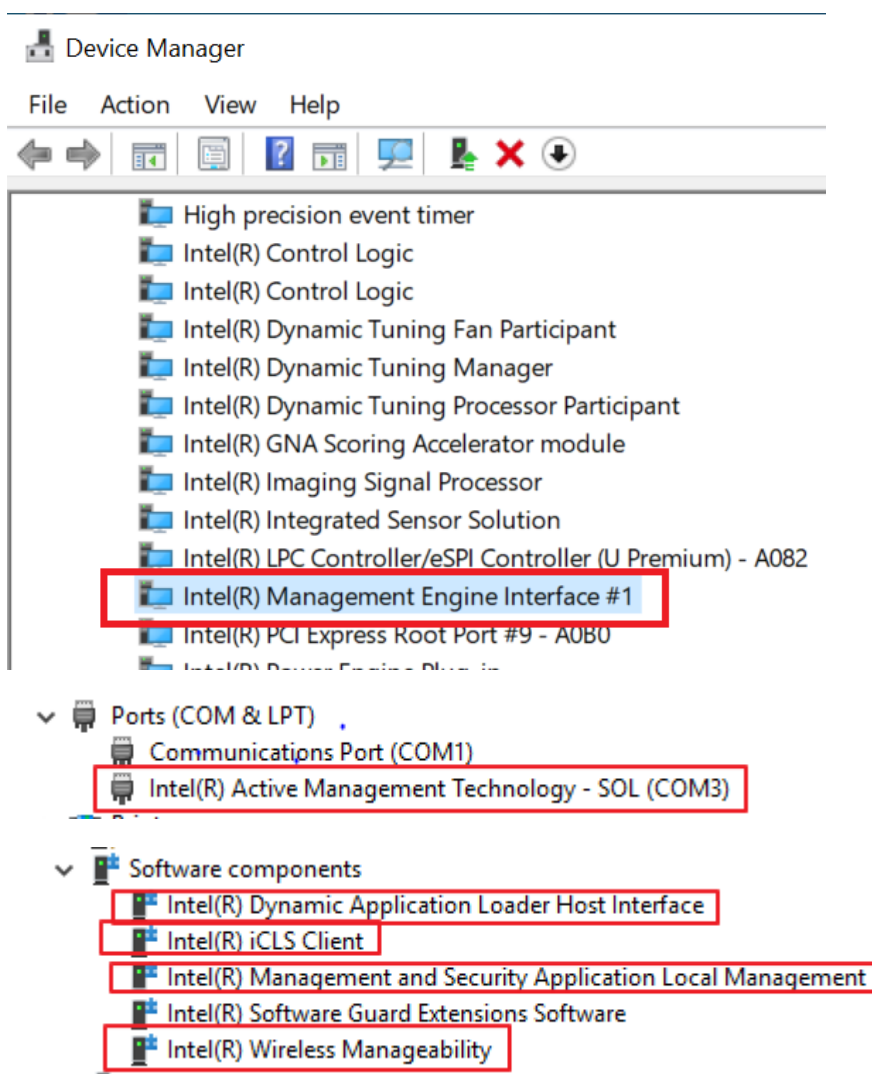 Device Manager
File Action View Help
High precision event timer
Intel(R) Control Logic
Intel(R) Control Logic
Intel(R) Dynamic Tuning Fan Participant
Intel(R) Dynamic Tuning Manager
Intel(R) Dynamic Tuning Processor Participant
Intel(R) GNA Scoring Accelerator module
Intel(R) Imaging Signal Processor
Intel(R) Integrated Sensor Solution
Intel(R) LPC Controller/eSPI Controller (U Premium) - A082
Intel(R) Management Engine Interface #1
Intel(R) PCI Express Root Port #9 - A0B0
Intel(R) Power Engine Plug-in
Ports (COM & LPT)
Communications Port (COM1)
Intel(R) Active Management Technology - SOL (COM3)
Software components
Intel(R) Dynamic Application Loader Host Interface
Intel(R) iCLS Client
Intel(R) Management and Security Application Local Management
Intel(R) Software Guard Extensions Software
Intel(R) Wireless Manageability